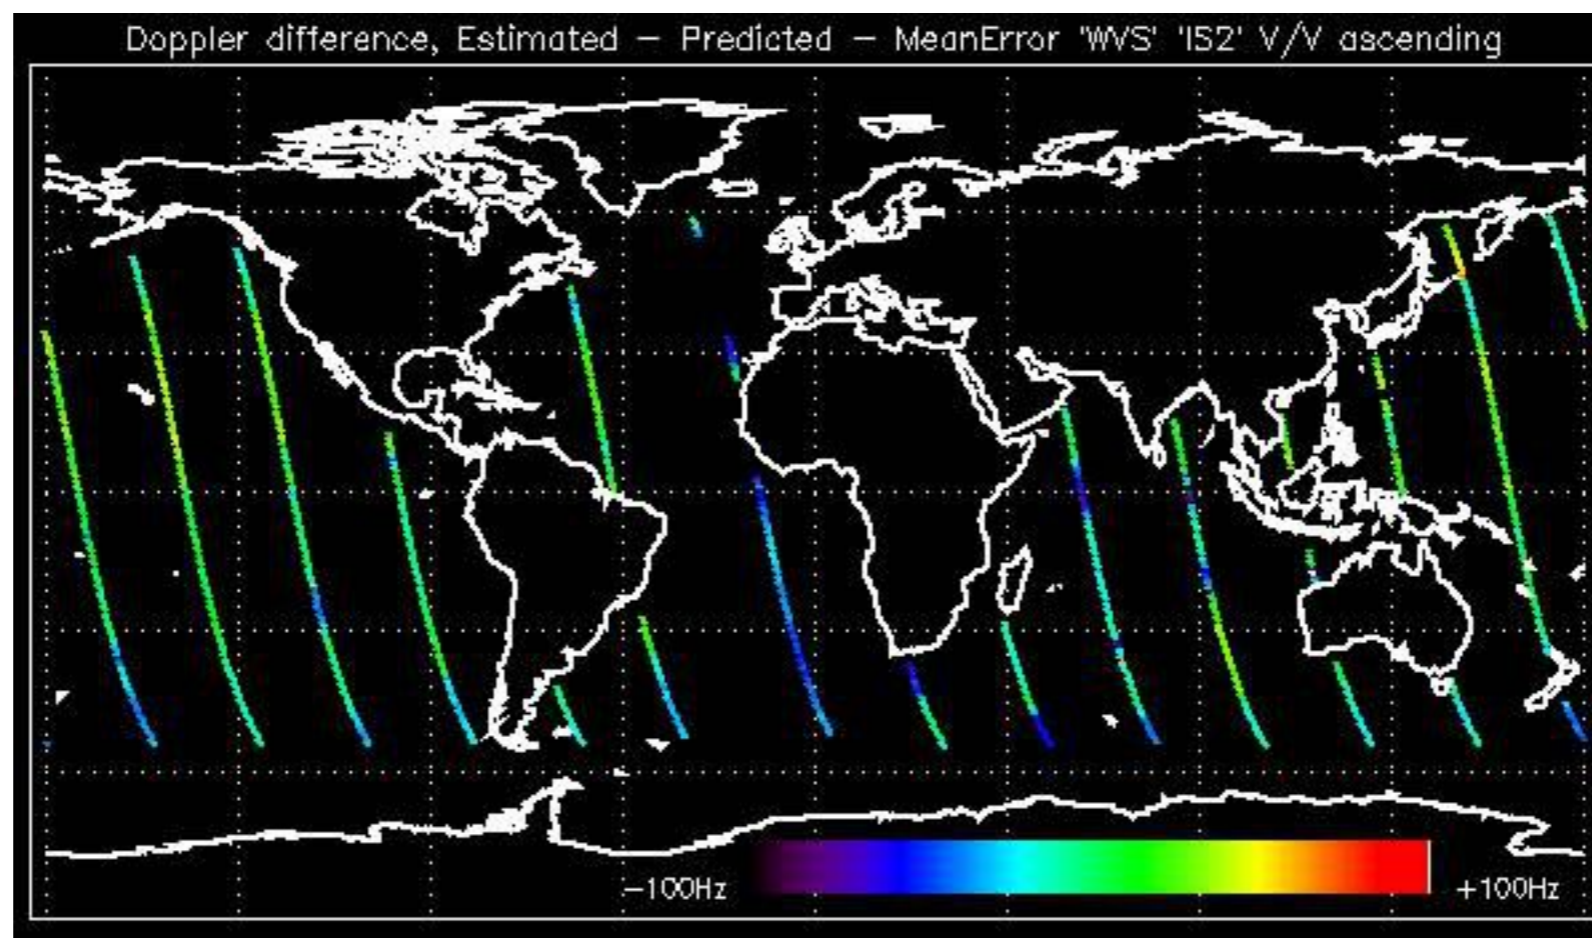 Doppler difference, Estimated – Predicted – MeanError 'WVS' 'IS2' V/V ascending
–100Hz
+100Hz